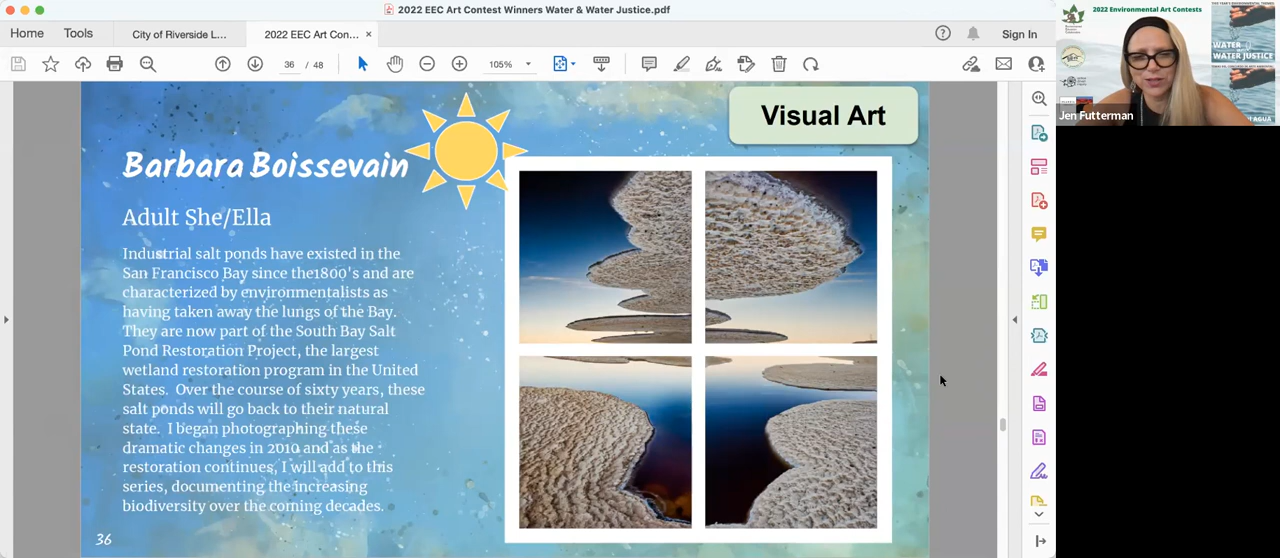 2022 EEC Art Contest Winners Water & Water Justice.pdf
Home
Tools
City of Riverside L...
2022 EEC Art Con...
×
Sign In
36 / 48
105%
Visual Art
Barbara Boissevain
Adult She/Ella
Industrial salt ponds have existed in the
San Francisco Bay since the1800's and are
characterized by environmentalists as
having taken away the lungs of the Bay.
They are now part of the South Bay Salt
Pond Restoration Project, the largest
wetland restoration program in the United
States.  Over the course of sixty years, these
salt ponds will go back to their natural
state.  I began photographing these
dramatic changes in 2010 and as the
restoration continues, I will add to this
series, documenting the increasing
biodiversity over the coming decades.
36
2022 Environmental Art Contests
WATER
WATER JUSTICE
AGUA
Jen Futterman